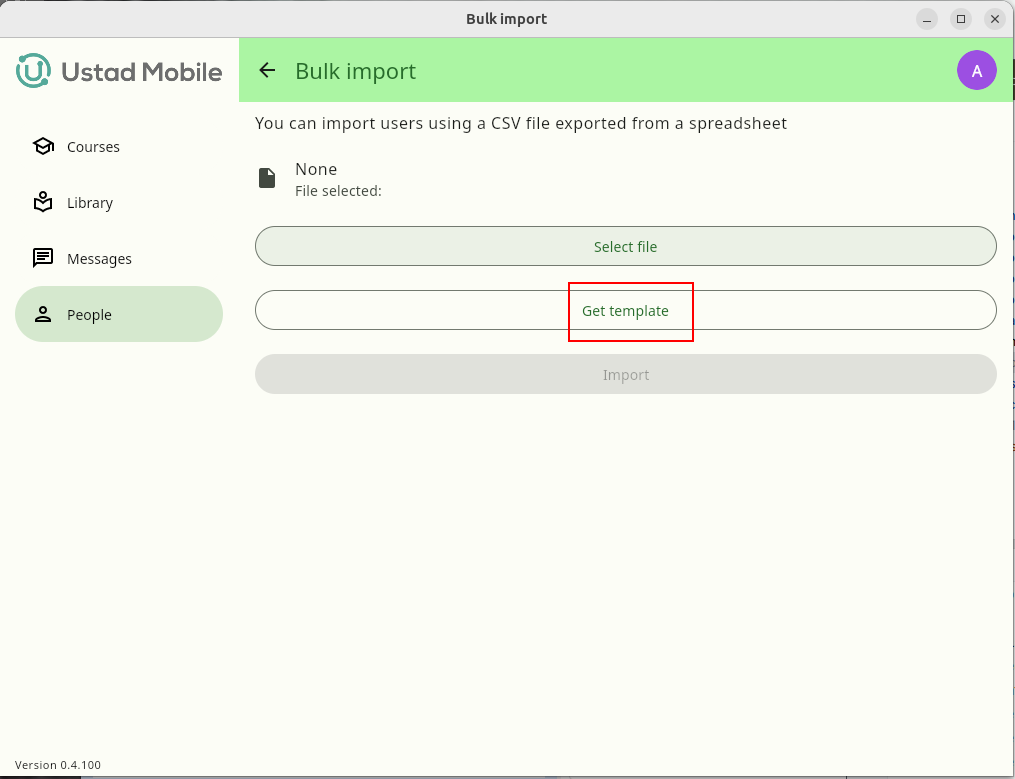 Bulk import
Ustad Mobile
Bulk import
A
You can import users using a CSV file exported from a spreadsheet
Courses
None
File selected:
Library
Select file
Messages
Get template
People
Import
Version 0.4.100